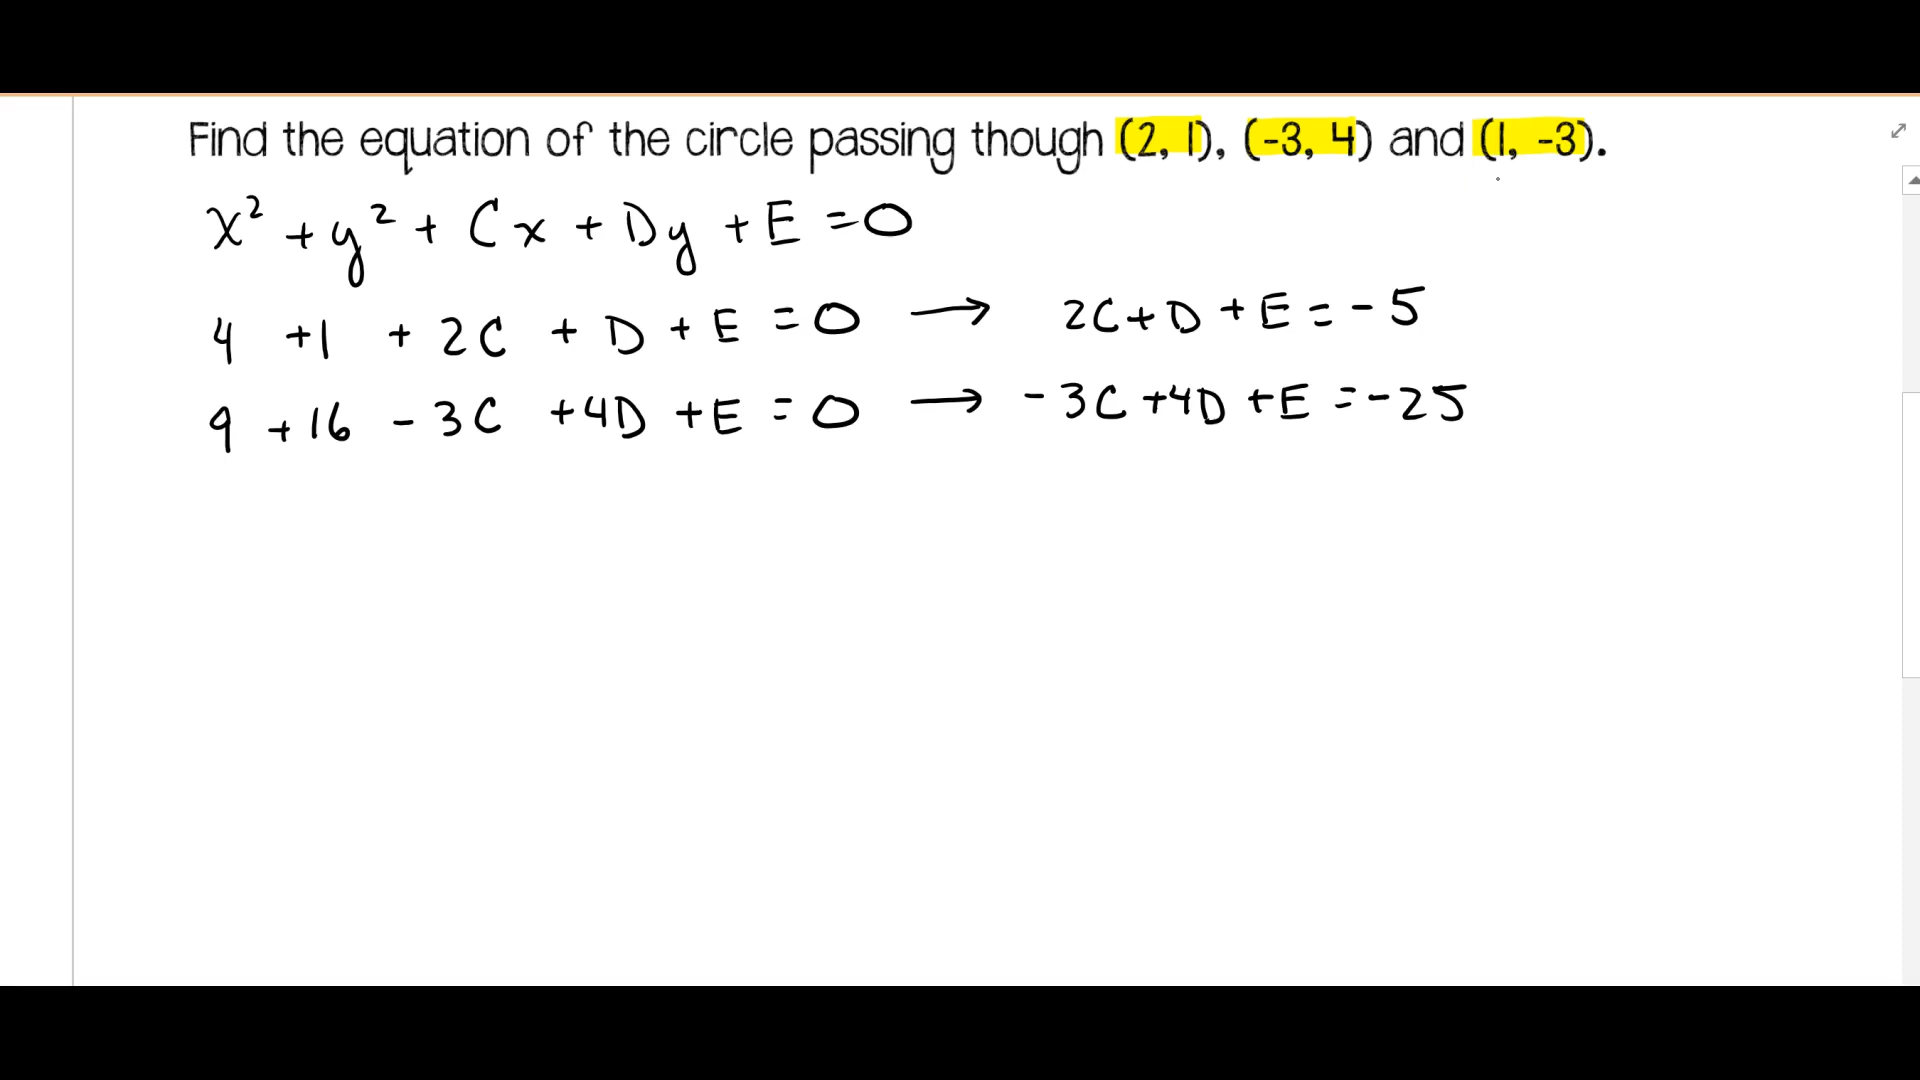 Find the equation of the circle passing though (2, 1), (-3, 4) and (1, -3).
x² + y² + Cx + Dy + E = 0
4 + 1 + 2C + D + E = 0 → 2C + D + E = -5
9 + 16 - 3C + 4D + E = 0 → -3C + 4D + E = -25